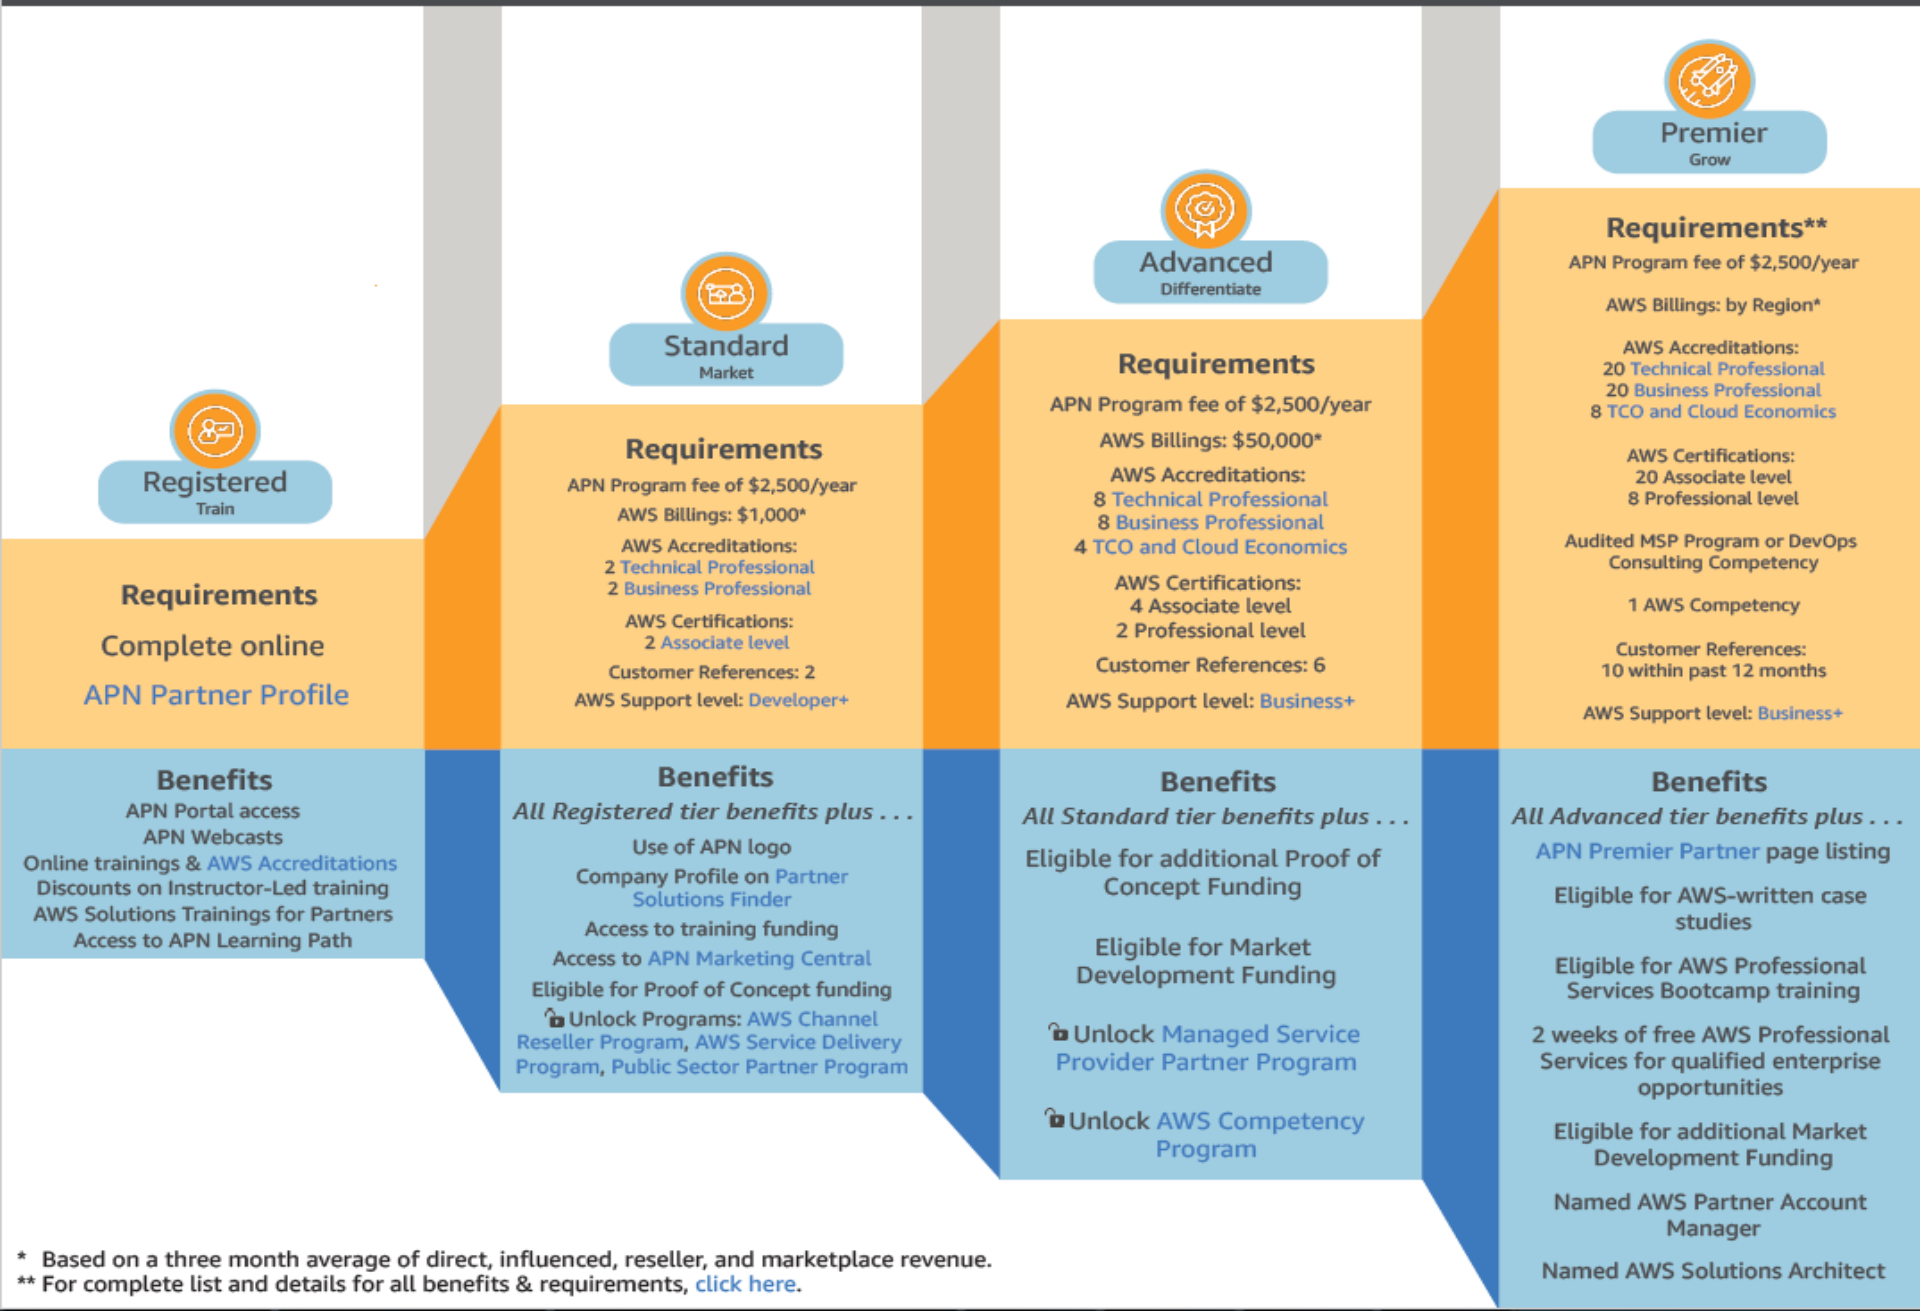 Registered
Train
Requirements
Complete online
APN Partner Profile
Benefits
APN Portal access
APN Webcasts
Online trainings & AWS Accreditations
Discounts on Instructor-Led training
AWS Solutions Trainings for Partners
Access to APN Learning Path
Standard
Market
Requirements
APN Program fee of $2,500/year
AWS Billings: $1,000*
AWS Accreditations:
2 Technical Professional
2 Business Professional
AWS Certifications:
2 Associate level
Customer References: 2
AWS Support level: Developer+
Benefits
All Registered tier benefits plus . . .
Use of APN logo
Company Profile on Partner
Solutions Finder
Access to training funding
Access to APN Marketing Central
Eligible for Proof of Concept funding
Unlock Programs: AWS Channel
Reseller Program, AWS Service Delivery
Program, Public Sector Partner Program
Advanced
Differentiate
Requirements
APN Program fee of $2,500/year
AWS Billings: $50,000*
AWS Accreditations:
8 Technical Professional
8 Business Professional
4 TCO and Cloud Economics
AWS Certifications:
4 Associate level
2 Professional level
Customer References: 6
AWS Support level: Business+
Benefits
All Standard tier benefits plus . . .
Eligible for additional Proof of
Concept Funding
Eligible for Market
Development Funding
Unlock Managed Service
Provider Partner Program
Unlock AWS Competency
Program
Premier
Grow
Requirements**
APN Program fee of $2,500/year
AWS Billings: by Region*
AWS Accreditations:
20 Technical Professional
20 Business Professional
8 TCO and Cloud Economics
AWS Certifications:
20 Associate level
8 Professional level
Audited MSP Program or DevOps
Consulting Competency
1 AWS Competency
Customer References:
10 within past 12 months
AWS Support level: Business+
Benefits
All Advanced tier benefits plus . . .
APN Premier Partner page listing
Eligible for AWS-written case
studies
Eligible for AWS Professional
Services Bootcamp training
2 weeks of free AWS Professional
Services for qualified enterprise
opportunities
Eligible for additional Market
Development Funding
Named AWS Partner Account
Manager
Named AWS Solutions Architect
* Based on a three month average of direct, influenced, reseller, and marketplace revenue.
** For complete list and details for all benefits & requirements, click here.